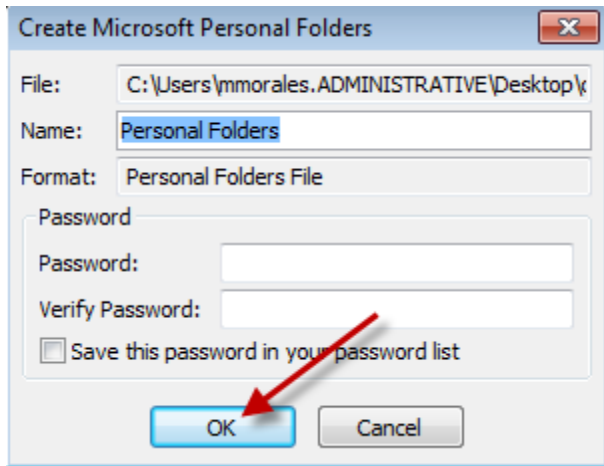 Create Microsoft Personal Folders
File: C:\Users\mmorales.ADMINISTRATIVE\Desktop\
Name: Personal Folders
Format: Personal Folders File
Password
Password:
Verify Password:
Save this password in your password list
OK Cancel